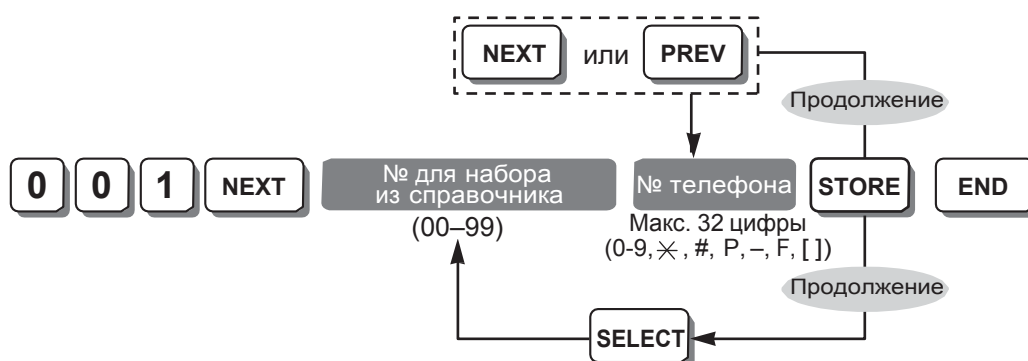 NEXT или PREV
Продолжение
0 0 1 NEXT № для набора из справочника № телефона STORE END
(00–99)
Макс. 32 цифры
(0-9, ✳, #, P, –, F, [ ])
Продолжение
SELECT